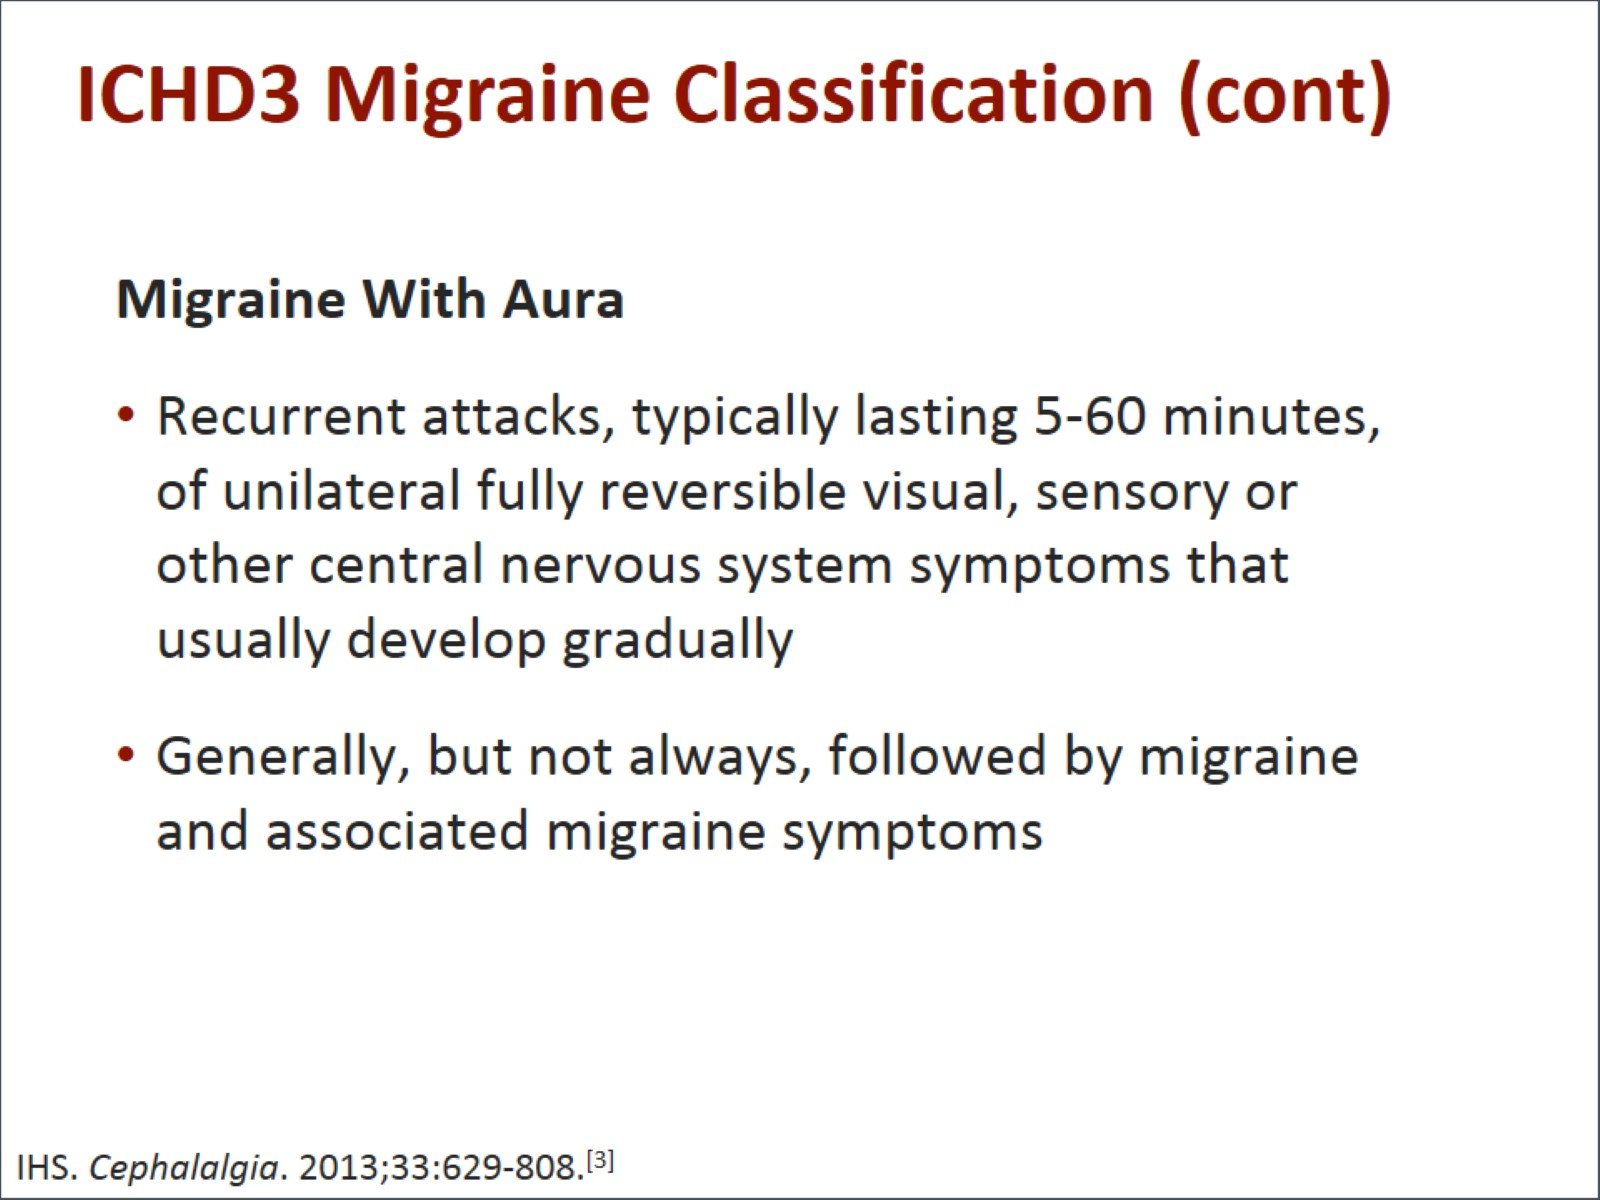 ICHD3 Migraine Classification (cont)
Migraine With Aura
• Recurrent attacks, typically lasting 5-60 minutes,
of unilateral fully reversible visual, sensory or
other central nervous system symptoms that
usually develop gradually
• Generally, but not always, followed by migraine
and associated migraine symptoms
IHS. Cephalalgia. 2013;33:629-808.[3]